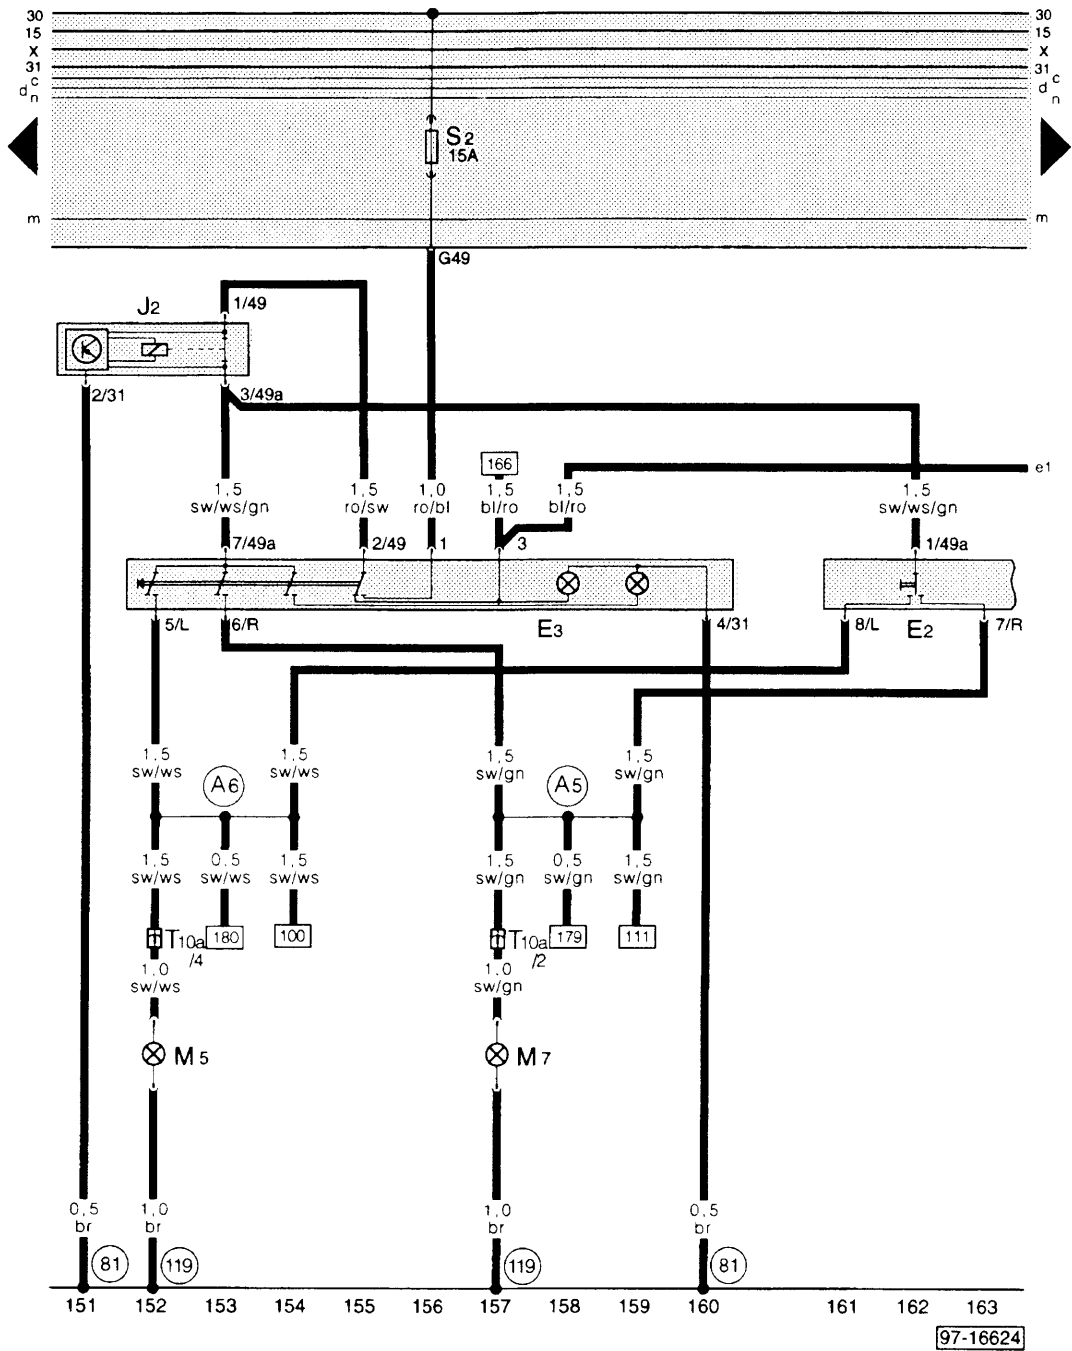 30 30
15 15
X X
31 31
c c
d d
n n
S2
15A
m m
G49
J2
1/49
2/31
3/49a
166
e1
1,5 1,5 1,0 1,5 1,5 1,5
sw/ws/gn ro/sw ro/bl bl/ro bl/ro sw/ws/gn
7/49a 2/49 1 3 1/49a
5/L 6/R E3 4/31 8/L E2 7/R
1,5 1,5 1,5 1,5
sw/ws sw/ws sw/gn sw/gn
A6 A5
1,5 0,5 1,5 1,5 0,5 1,5
sw/ws sw/ws sw/ws sw/gn sw/gn sw/gn
T10a 180 100 T10a 179 111
/4 /2
1,0 1,0
sw/ws sw/gn
M5 M7
0,5 1,0 1,0 0,5
br br br br
81 119 119 81
151 152 153 154 155 156 157 158 159 160 161 162 163
97-16624